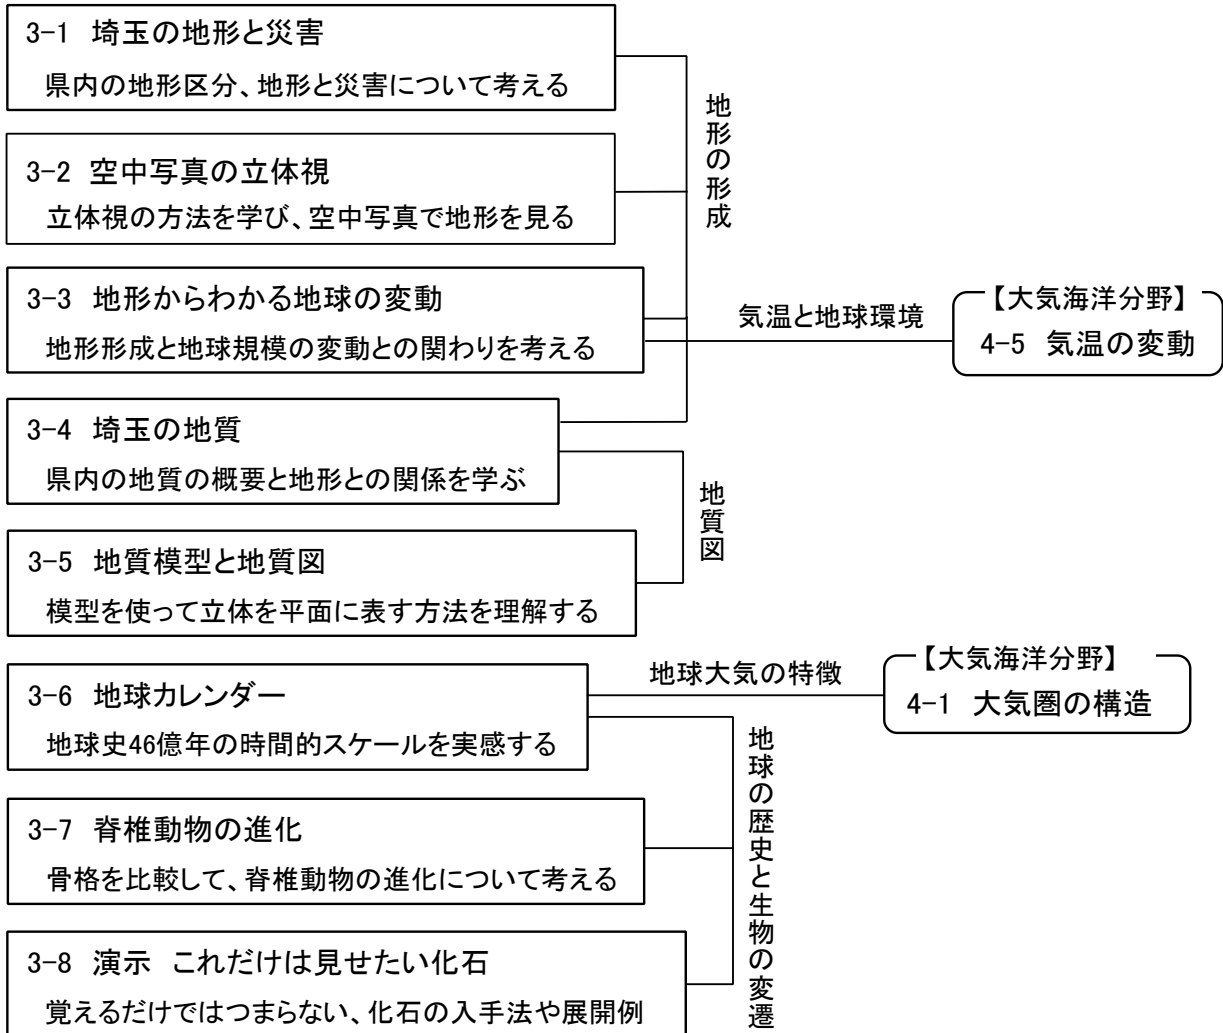 3-1 埼玉の地形と災害
県内の地形区分、地形と災害について考える
3-2 空中写真の立体視
立体視の方法を学び、空中写真で地形を見る
地形の形成
3-3 地形からわかる地球の変動
地形形成と地球規模の変動との関わりを考える
気温と地球環境
【大気海洋分野】
4-5 気温の変動
3-4 埼玉の地質
県内の地質の概要と地形との関係を学ぶ
3-5 地質模型と地質図
模型を使って立体を平面に表す方法を理解する
地質図
3-6 地球カレンダー
地球史46億年の時間的スケールを実感する
地球大気の特徴
【大気海洋分野】
4-1 大気圏の構造
3-7 脊椎動物の進化
骨格を比較して、脊椎動物の進化について考える
3-8 演示 これだけは見せたい化石
覚えるだけではつまらない、化石の入手法や展開例
地球の歴史と生物の変遷